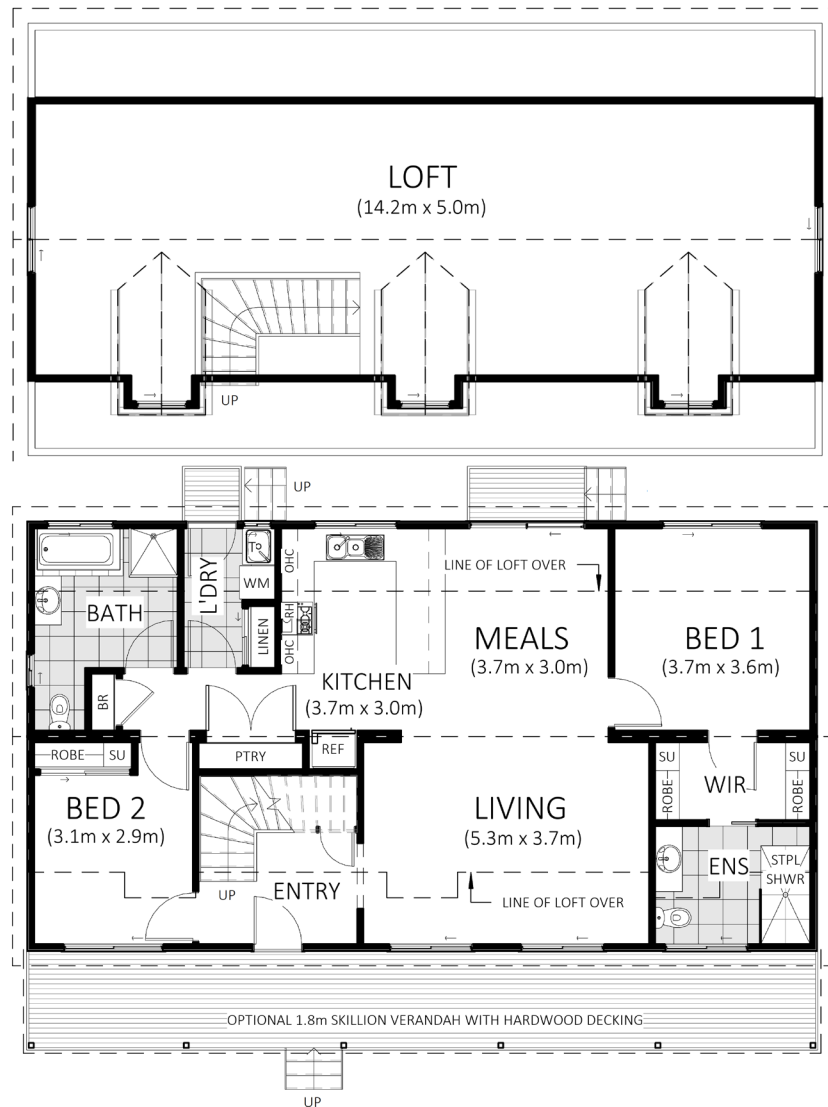 LOFT
(14.2m x 5.0m)
UP
UP
OHC
LINE OF LOFT OVER
L'DRY
T
WM
BATH
LINEN
RH
OHC
MEALS
(3.7m x 3.0m)
BED 1
(3.7m x 3.6m)
KITCHEN
(3.7m x 3.0m)
BR
ROBE
SU
PTRY
REF
SU
SU
ROBE
WIR
ROBE
BED 2
(3.1m x 2.9m)
LIVING
(5.3m x 3.7m)
ENS
STPL
SHWR
UP
ENTRY
LINE OF LOFT OVER
OPTIONAL 1.8m SKILLION VERANDAH WITH HARDWOOD DECKING
UP